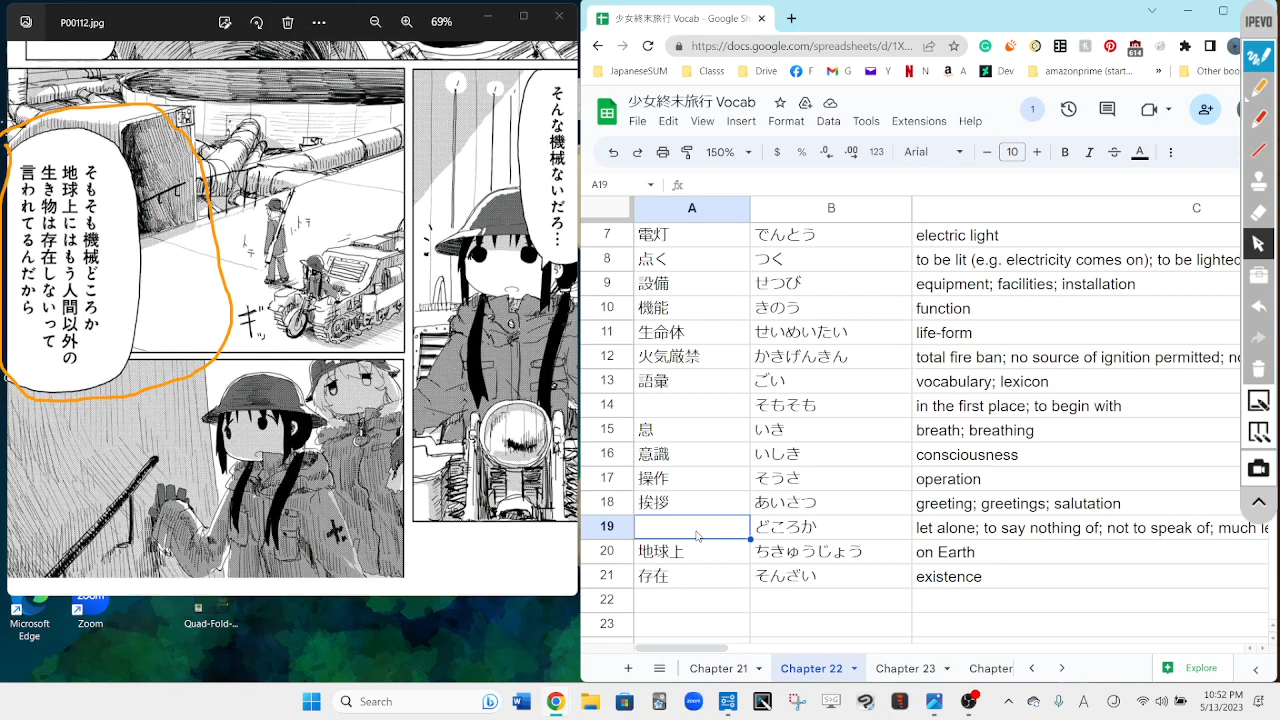 P00112.jpg
69%
そんな機械ないだろ…
そもそも機械どころか
地球上にはもう人間以外の
生き物は存在しないって
言われてるんだから
トテ
トテ
ギッ
Microsoft Edge
Zoom
Quad-Fold-...
少女終末旅行 Vocab - Google She
https://docs.google.com/spreadsheets/d/1X...
JapaneseSUM
少女終末旅行 Vocab
File Edit View Insert Format Data Tools Extensions Help
50% $ % .0 .00 123 Arial 10 B I A
A19 fx
A B C
7 電灯 でんとう electric light
8 点く つく to be lit (e.g. electricity comes on); to be lighted
9 設備 せつび equipment; facilities; installation
10 機能 きのう function
11 生命体 せいめいたい life-form
12 火気厳禁 かきげんきん total fire ban; no source of ignition permitted; no
13 語彙 ごい vocabulary; lexicon
14 そもそも in the first place; to begin with
15 息 いき breath; breathing
16 意識 いしき consciousness
17 操作 そうさ operation
18 挨拶 あいさつ greeting; greetings; salutation
19 どころか let alone; to say nothing of; not to speak of; much le
20 地球上 ちきゅうじょう on Earth
21 存在 そんざい existence
22
23
Chapter 21 Chapter 22 Chapter 23 Chapter
Explore
IPEVO
Search
10:52 PM
5/13/2023